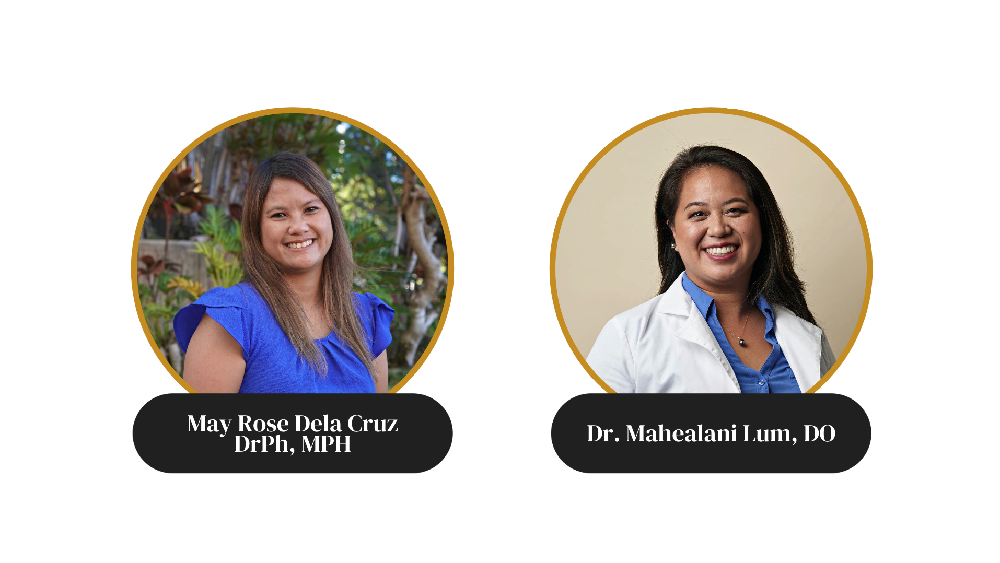 May Rose Dela Cruz
DrPh, MPH
Dr. Mahealani Lum, DO